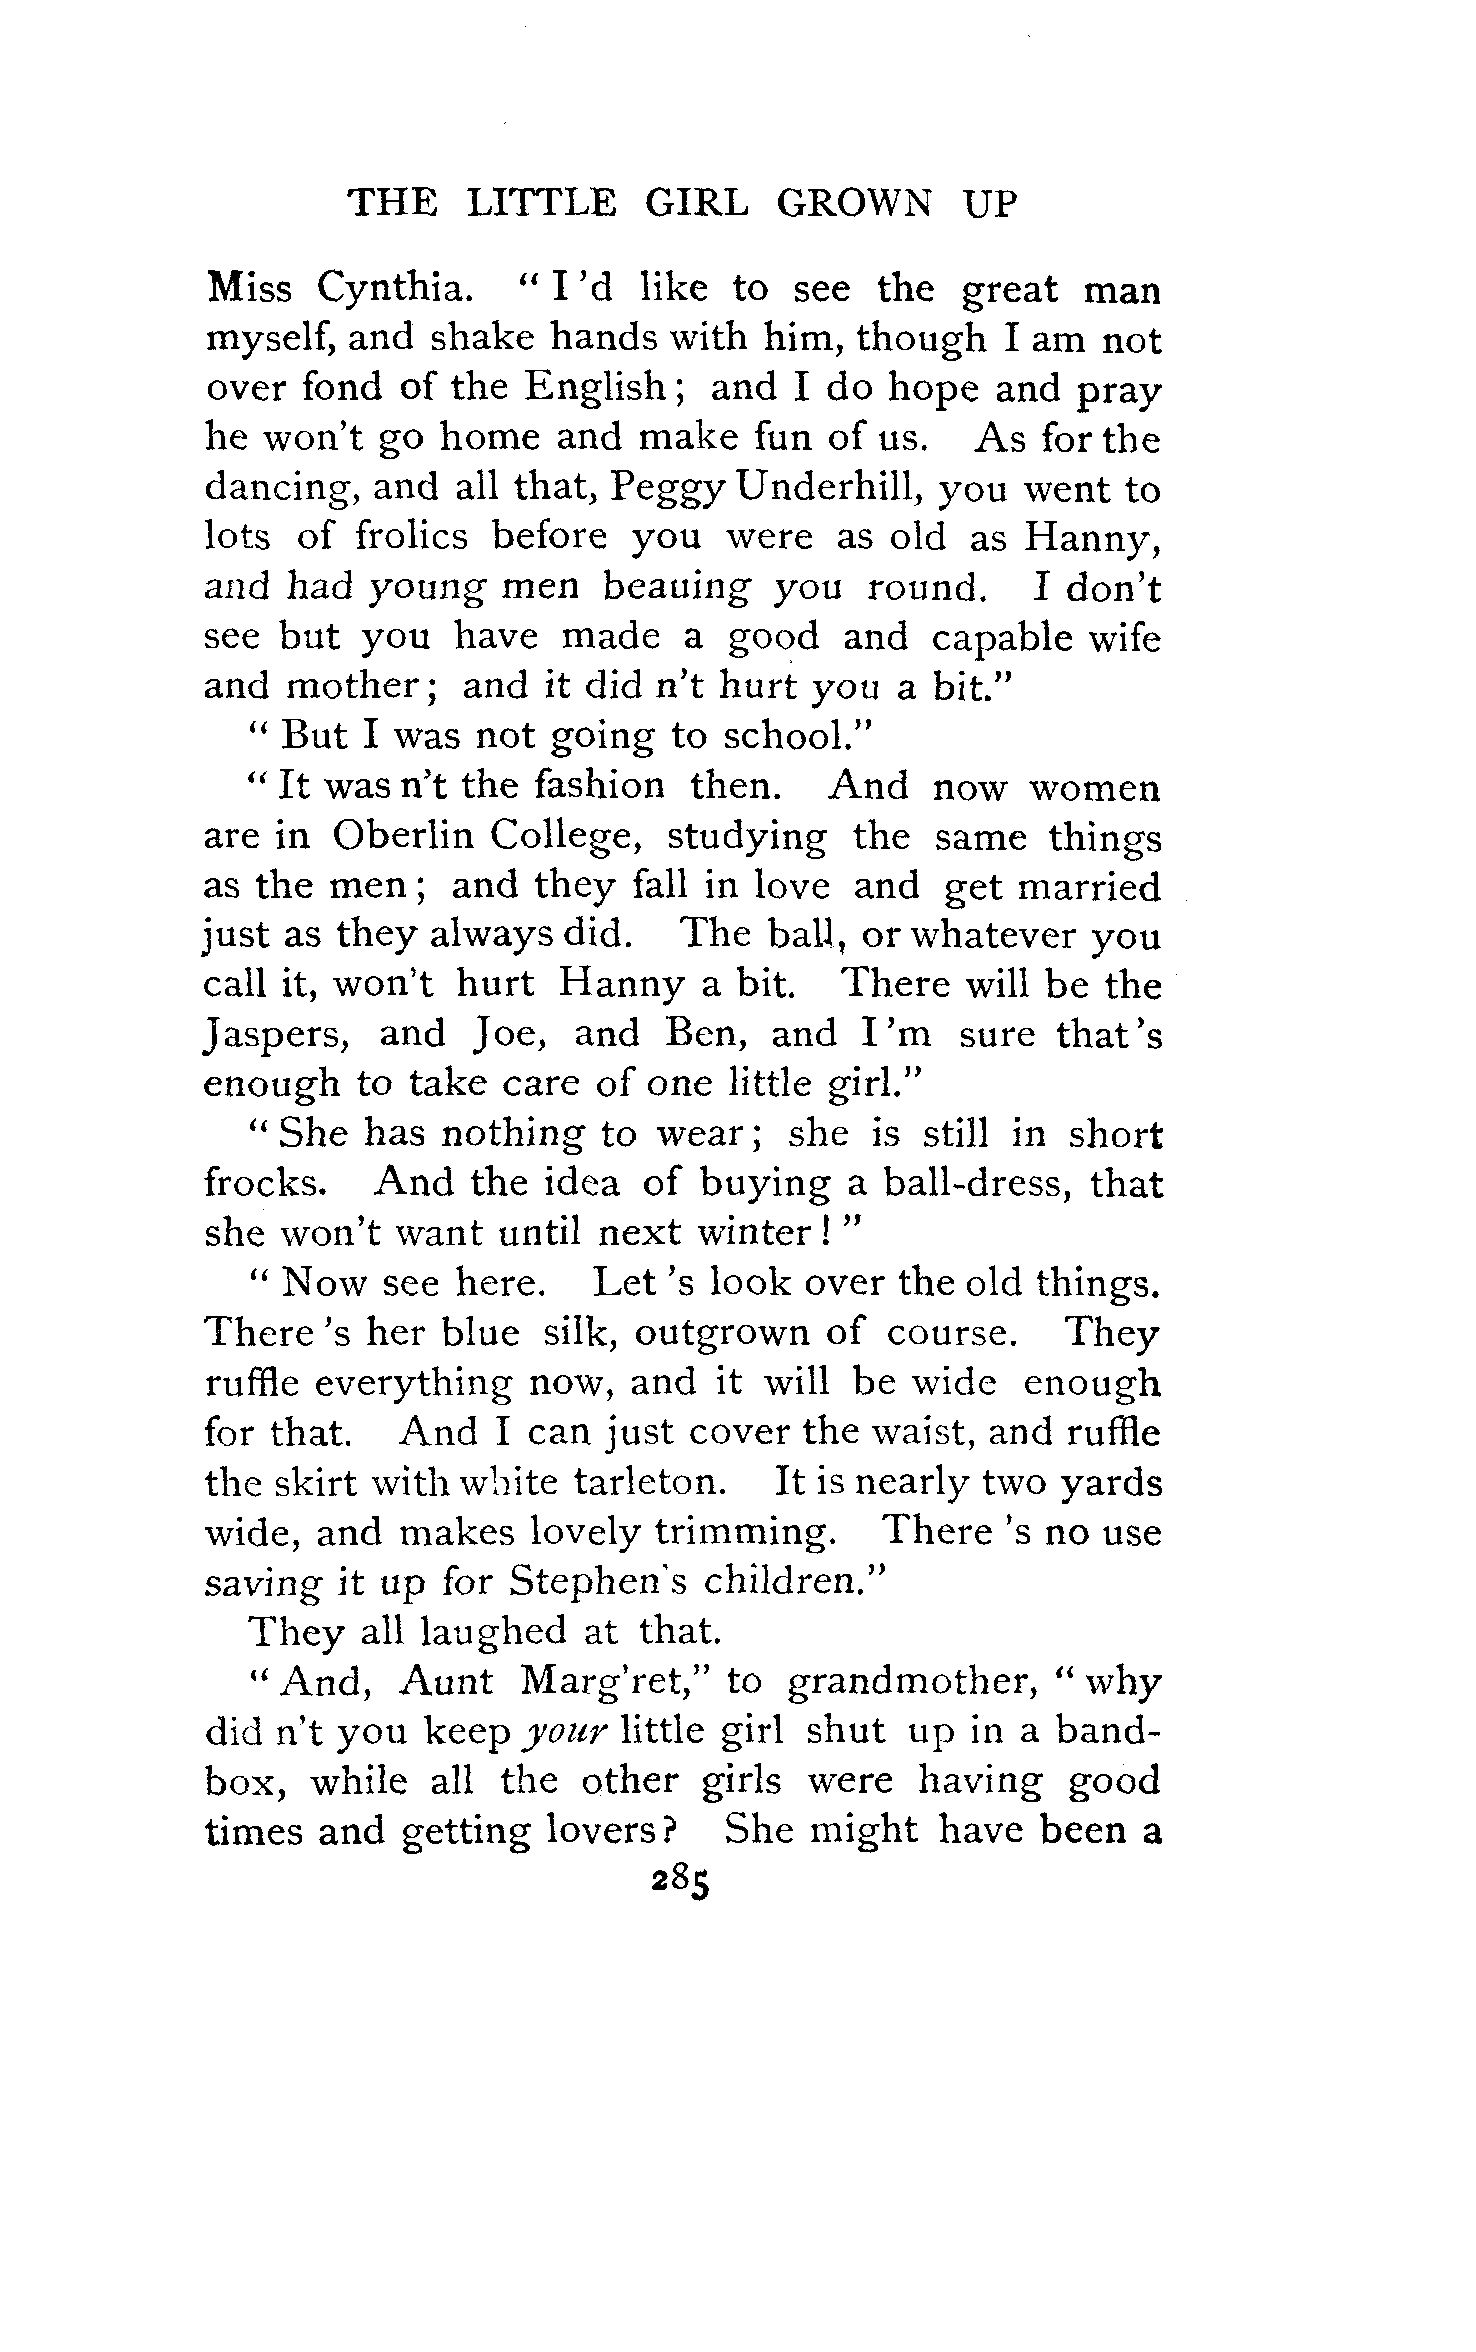 THE LITTLE GIRL GROWN UP
Miss Cynthia. " I 'd like to see the great man
myself, and shake hands with him, though I am not
over fond of the English ; and I do hope and pray
he won't go home and make fun of us. As for the
dancing, and all that, Peggy Underhill, you went to
lots of frolics before you were as old as Hanny,
and had young men beauing you round. I don't
see but you have made a good and capable wife
and mother ; and it did n't hurt you a bit."
" But I was not going to school."
" It was n't the fashion then. And now women
are in Oberlin College, studying the same things
as the men ; and they fall in love and get married
just as they always did. The ball, or whatever you
call it, won't hurt Hanny a bit. There will be the
Jaspers, and Joe, and Ben, and I 'm sure that 's
enough to take care of one little girl."
" She has nothing to wear ; she is still in short
frocks. And the idea of buying a ball-dress, that
she won't want until next winter ! "
" Now see here. Let 's look over the old things.
There 's her blue silk, outgrown of course. They
ruffle everything now, and it will be wide enough
for that. And I can just cover the waist, and ruffle
the skirt with white tarleton. It is nearly two yards
wide, and makes lovely trimming. There 's no use
saving it up for Stephen's children."
They all laughed at that.
" And, Aunt Marg'ret," to grandmother, " why
did n't you keep your little girl shut up in a band-
box, while all the other girls were having good
times and getting lovers ? She might have been a
285